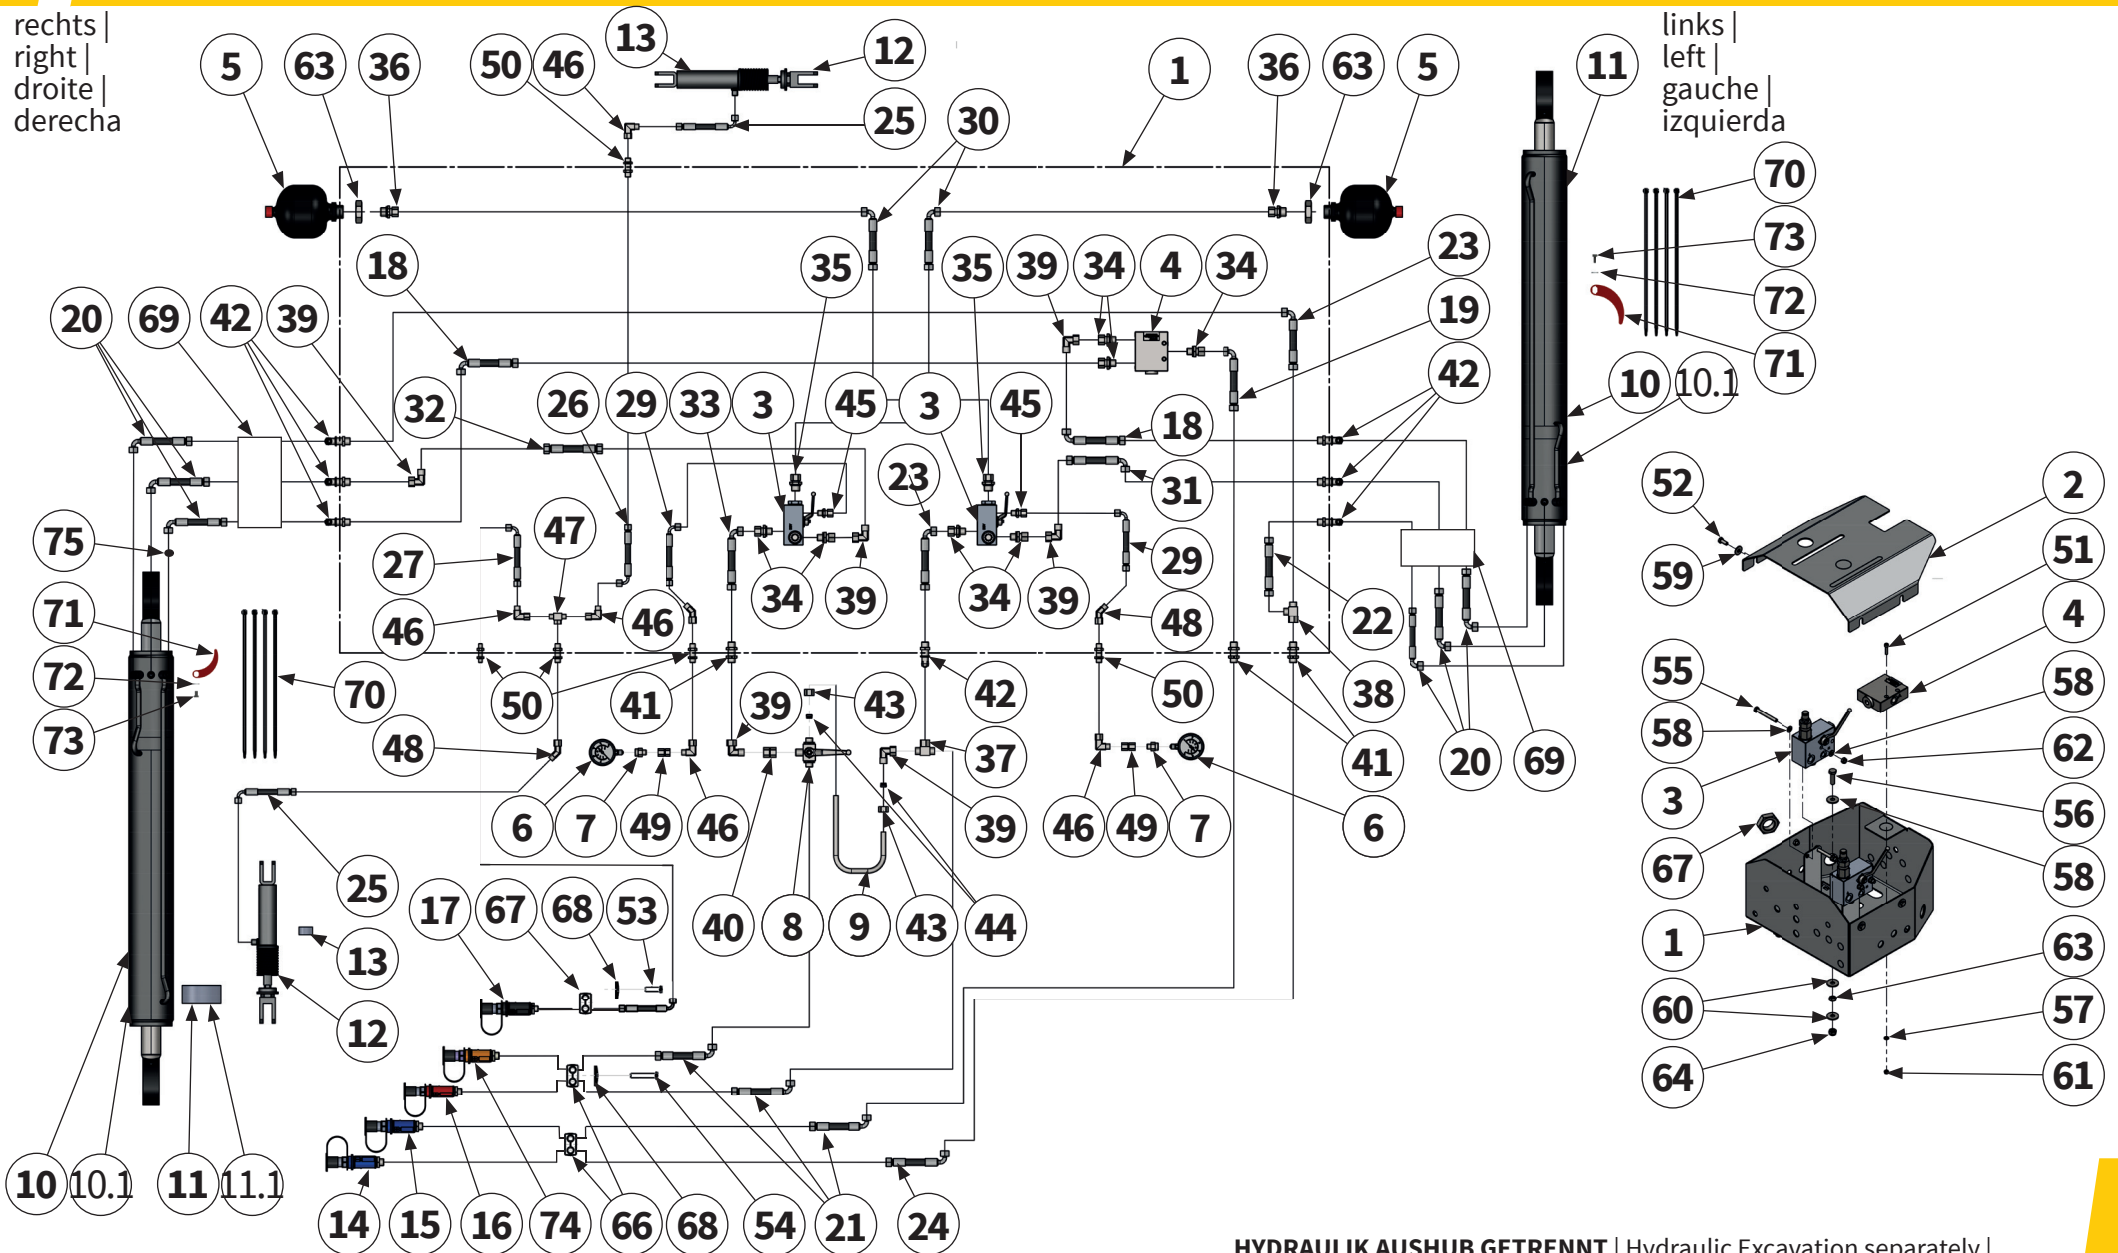 rechts |
right |
droite |
derecha
links |
left |
gauche |
izquierda
13 12
5 63 36 50 46 1 36 63 5 11
25 30
70
18 35 35 39 34 4 34 23 73
20 69 42 39 19 72
71
32 26 29 33 3 45 3 45 42 10 10.1
18
23 31
52 2
75 47 51
27 34 39 34 39 29 59
71 46 46 48 22 4
72 70 50 41 39 43 42 50 38 55 58
73 48 37 41 20 69 58 62
3 56
6 7 49 46 39 46 49 7 6
67 58
25 17 67 68 53 40 8 9 43 44
13 1 63
12 60 57
64 61
10 10.1 11 11.1
14 15 16 74 66 68 54 21 24
HYDRAULIK AUSHUB GETRENNT | Hydraulic Excavation separately |